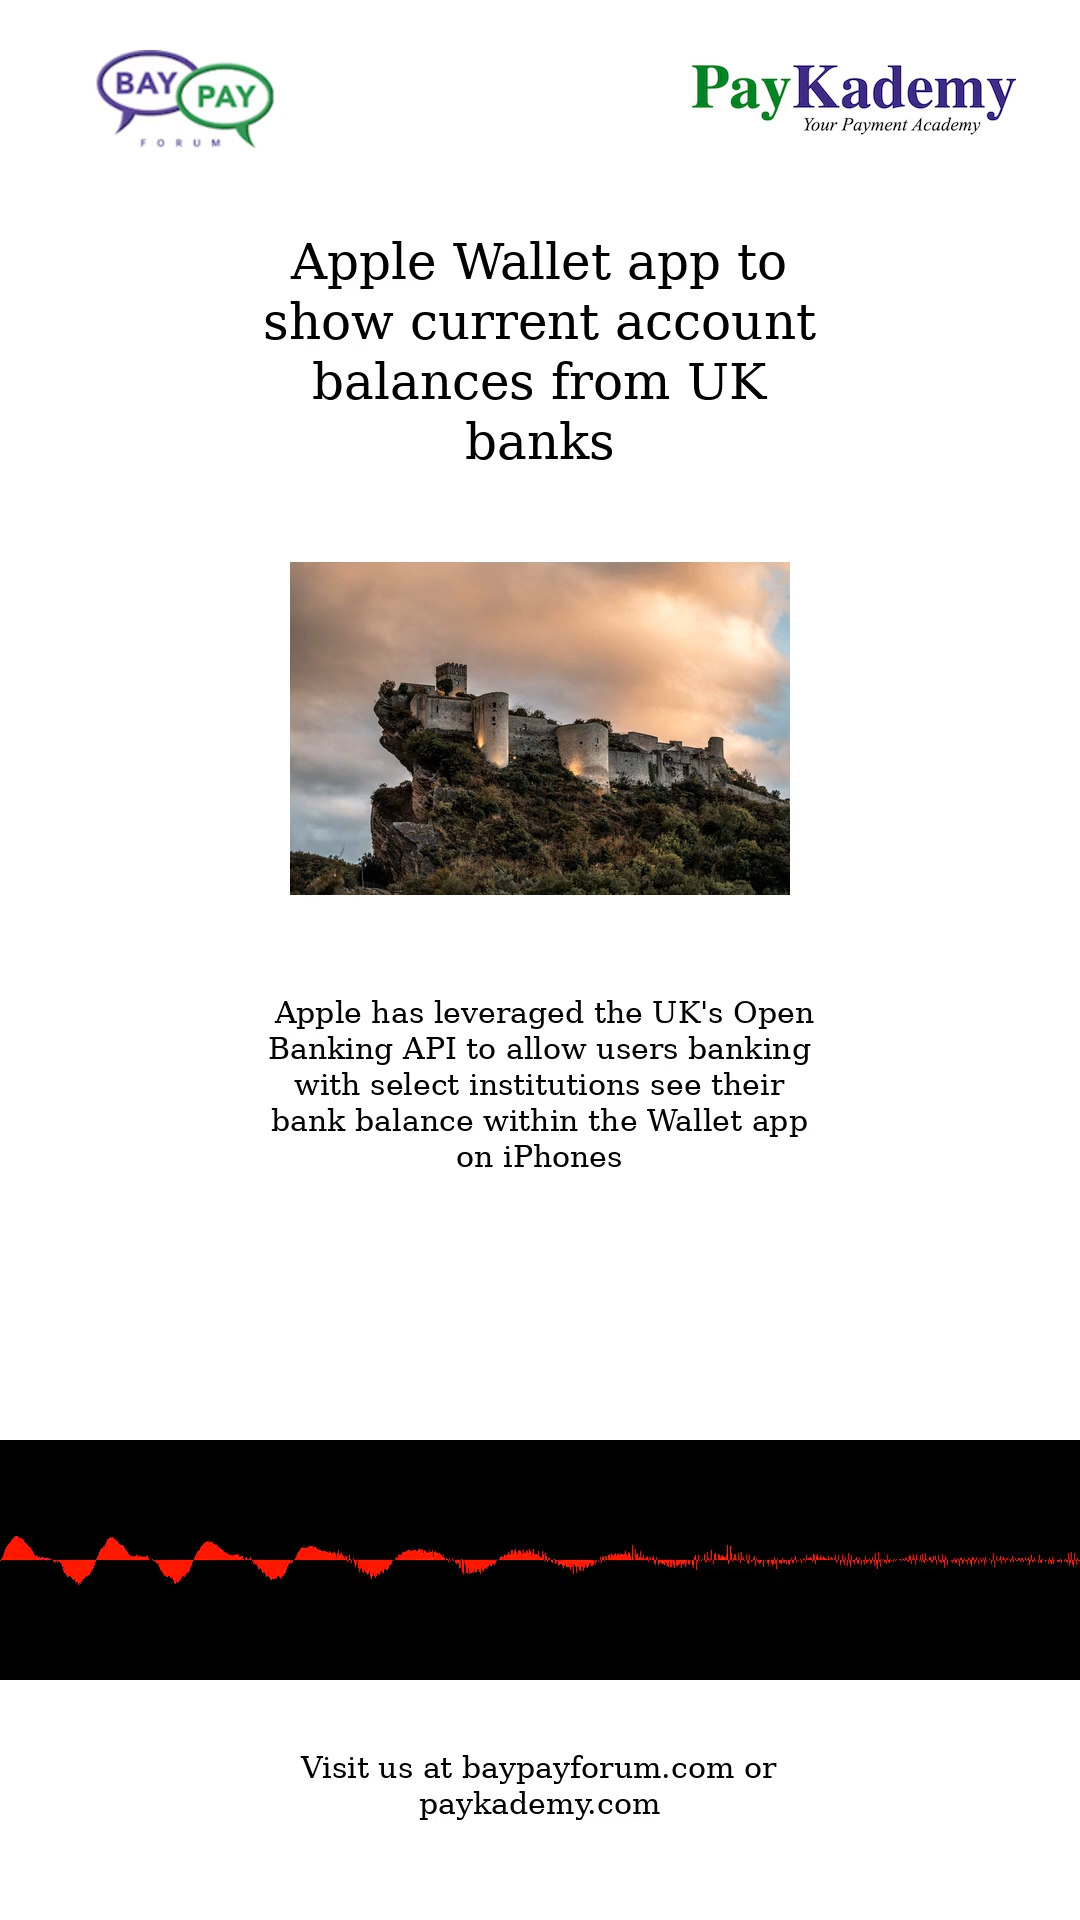 BAY
PAY
FORUM
PayKademy
Your Payment Academy
Apple Wallet app to
show current account
balances from UK
banks
Apple has leveraged the UK's Open
Banking API to allow users banking
with select institutions see their
bank balance within the Wallet app
on iPhones
Visit us at baypayforum.com or
paykademy.com